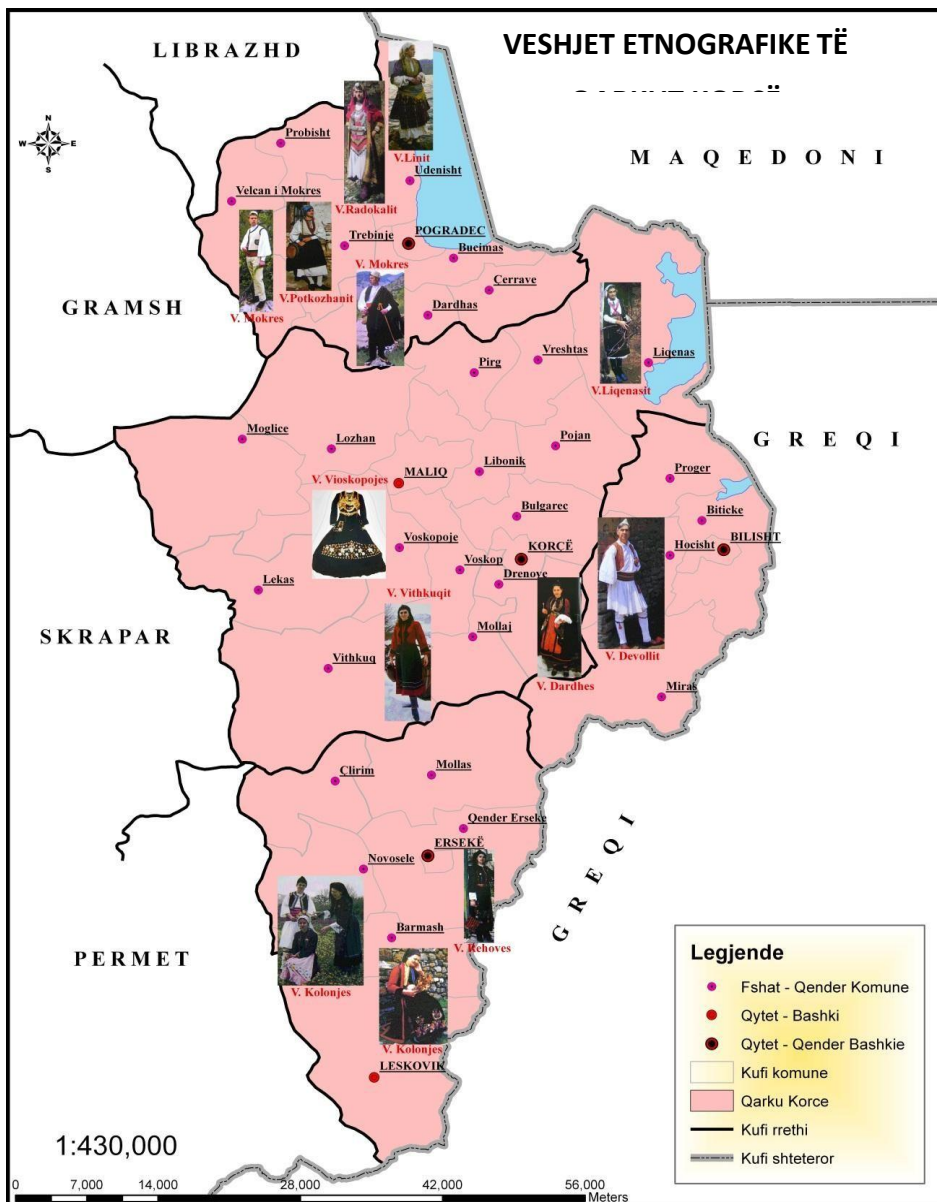 VESHJET ETNOGRAFIKE TË
LIBRAZHD
N
W E
S
MAQEDONI
Probisht
V.Linit
Udenisht
Velcan i Mokres
V.Radokalit
POGRADEC
Trebinje
Bucimas
V. Mokres
V.Potkozhanit
Çerrave
GRAMSH
V. Mokres
Dardhas
Vreshtas
Liqenas
Pirg
V.Liqenasit
Moglice
Lozhan
Pojan
GREQI
Libonik
Proger
V. Vioskopojes
MALIQ
Bulgarec
Biticke
Voskopoje
KORÇË
Hocisht
BILISHT
Voskop
Lekas
Drenove
V. Vithkuqit
SKRAPAR
Mollaj
Vithkuq
V. Devollit
V. Dardhes
Miras
Çlirim
Mollas
Qender Erseke
ERSEKË
Novosele
GREQI
Barmash
V. Rehoves
PERMET
V. Kolonjes
V. Kolonjes
LESKOVIK
Legjende
Fshat - Qender Komune
Qytet - Bashki
Qytet - Qender Bashkie
Kufi komune
Qarku Korce
Kufi rrethi
Kufi shteteror
1:430,000
0 7,000 14,000 28,000 42,000 56,000
Meters